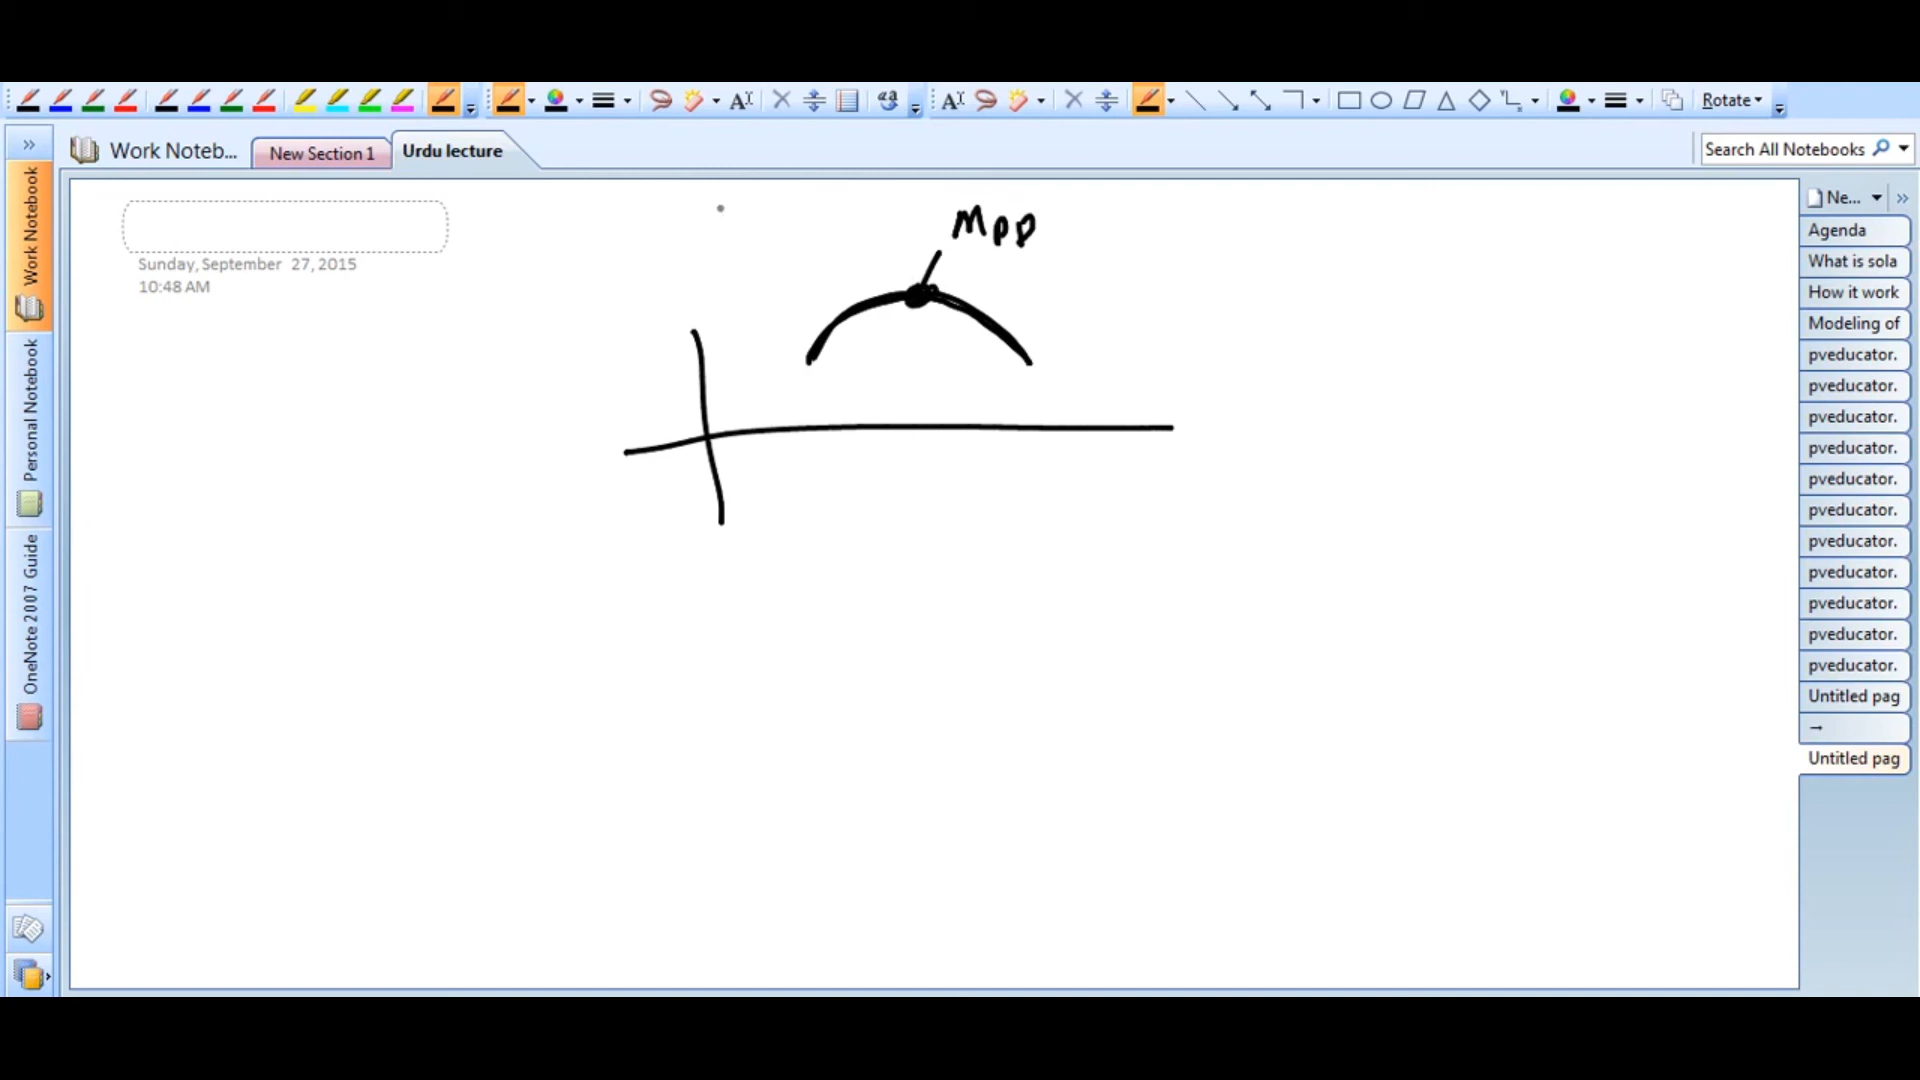 Rotate
Work Noteb...
New Section 1
Urdu lecture
Search All Notebooks
Work Notebook
Personal Notebook
OneNote 2007 Guide
Sunday, September 27, 2015
10:48 AM
MPP
Ne...
Agenda
What is sola
How it work
Modeling of
pveducator.
pveducator.
pveducator.
pveducator.
pveducator.
pveducator.
pveducator.
pveducator.
pveducator.
pveducator.
pveducator.
Untitled pag
→
Untitled pag